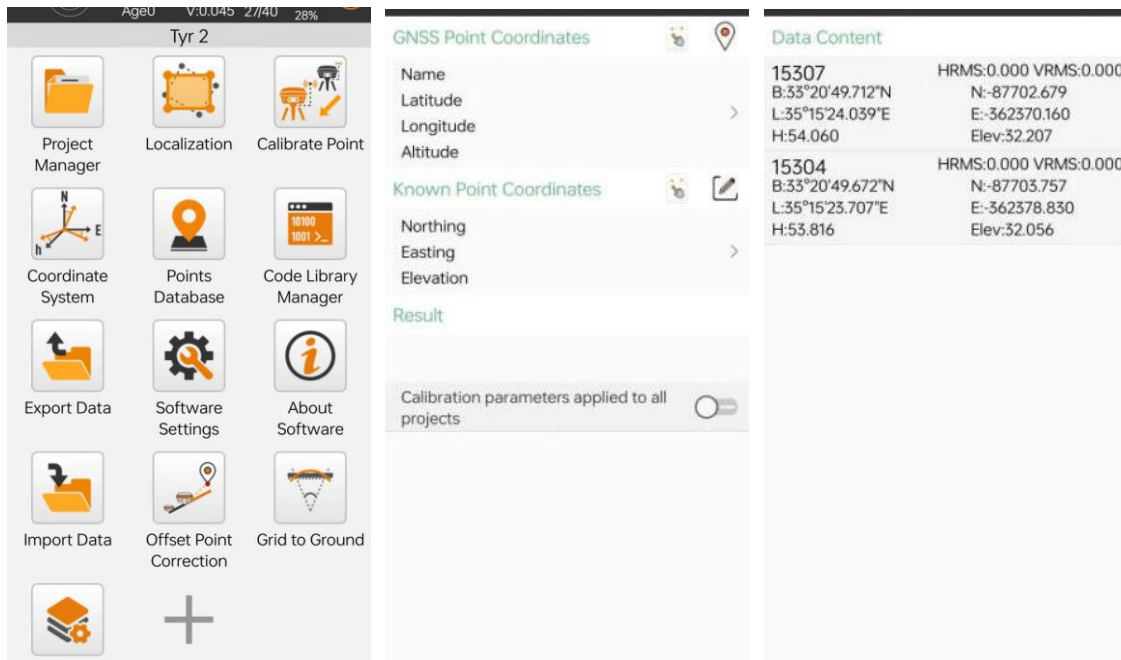 Age0 V:0.045 27/40 28%
Tyr 2
Project
Manager
Localization
Calibrate Point
N
E
h
10100
1001 >_
Coordinate
System
Points
Database
Code Library
Manager
Export Data
Software
Settings
About
Software
Import Data
Offset Point
Correction
Grid to Ground
GNSS Point Coordinates
Name
Latitude
Longitude
Altitude
Known Point Coordinates
Northing
Easting
Elevation
Result
Calibration parameters applied to all
projects
Data Content
15307 HRMS:0.000 VRMS:0.000
B:33°20'49.712"N N:-87702.679
L:35°15'24.039"E E:-362370.160
H:54.060 Elev:32.207
15304 HRMS:0.000 VRMS:0.000
B:33°20'49.672"N N:-87703.757
L:35°15'23.707"E E:-362378.830
H:53.816 Elev:32.056